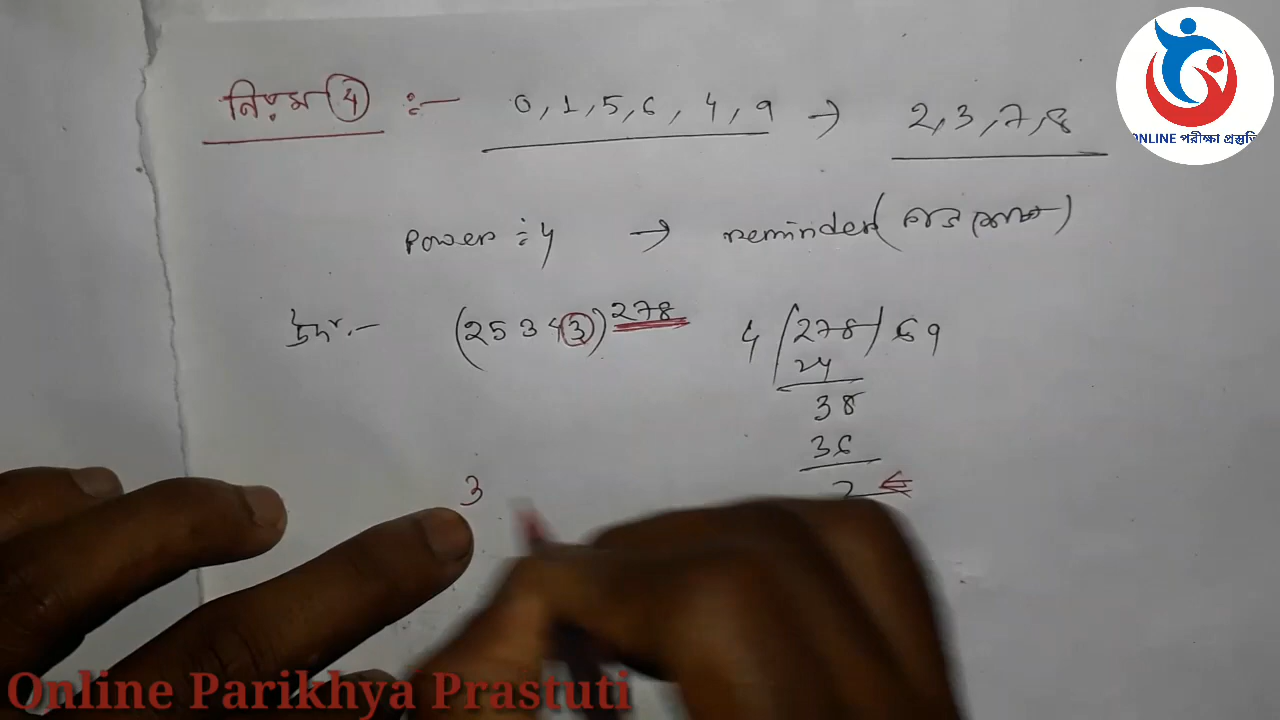 নিয়ম 4 :- 0, 1, 5, 6, 4, 9 → 2, 3, 7, 8
Power ÷ 4 → reminder (ভাগশেষ)
উদা:- (25343)^278
4 ) 278 ( 69
24
38
36
2 ⇐
3
ONLINE পরীক্ষা প্রস্তুতি
Online Parikhya Prastuti